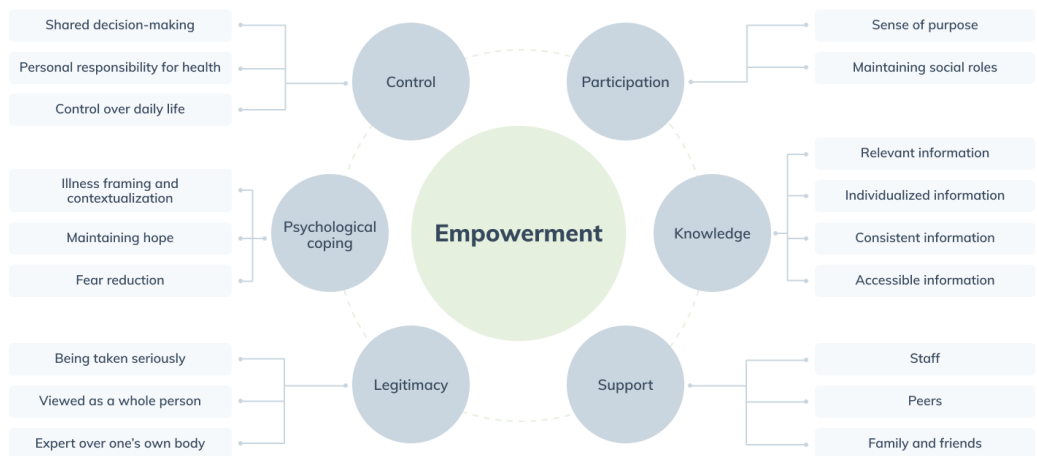 Shared decision-making
Personal responsibility for health
Control over daily life
Control
Participation
Sense of purpose
Maintaining social roles
Illness framing and
contextualization
Maintaining hope
Fear reduction
Psychological
coping
Empowerment
Knowledge
Relevant information
Individualized information
Consistent information
Accessible information
Being taken seriously
Viewed as a whole person
Expert over one's own body
Legitimacy
Support
Staff
Peers
Family and friends